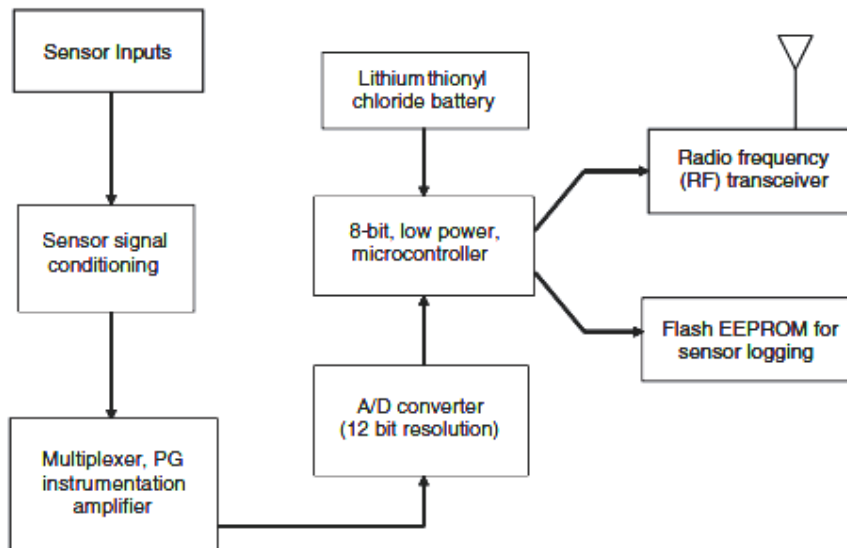 Sensor Inputs
Lithium thionyl
chloride battery
Radio frequency
(RF) transceiver
Sensor signal
conditioning
8-bit, low power,
microcontroller
Flash EEPROM for
sensor logging
A/D converter
(12 bit resolution)
Multiplexer, PG
instrumentation
amplifier